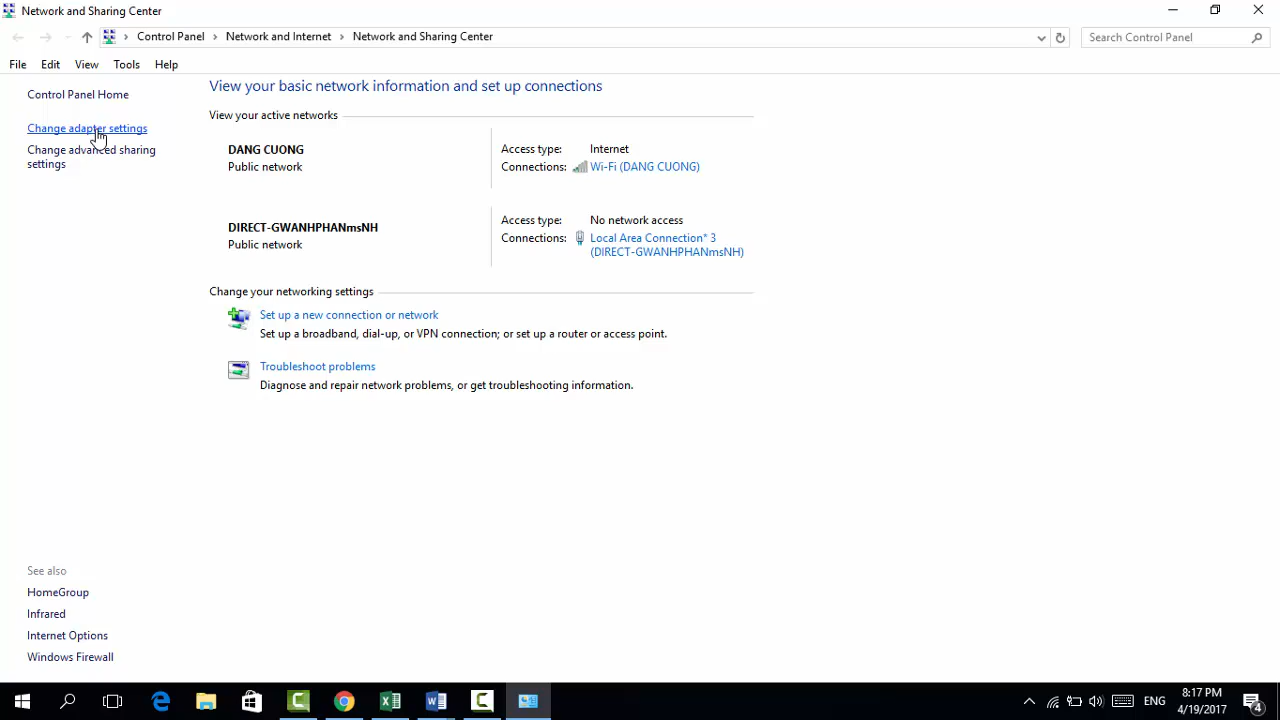 Network and Sharing Center
Control Panel > Network and Internet > Network and Sharing Center
Search Control Panel
File Edit View Tools Help
Control Panel Home
Change adapter settings
Change advanced sharing
settings
View your basic network information and set up connections
View your active networks
DANG CUONG
Public network
Access type: Internet
Connections: Wi-Fi (DANG CUONG)
DIRECT-GWANHPHANmsNH
Public network
Access type: No network access
Connections: Local Area Connection* 3
(DIRECT-GWANHPHANmsNH)
Change your networking settings
Set up a new connection or network
Set up a broadband, dial-up, or VPN connection; or set up a router or access point.
Troubleshoot problems
Diagnose and repair network problems, or get troubleshooting information.
See also
HomeGroup
Infrared
Internet Options
Windows Firewall
ENG
8:17 PM
4/19/2017
4